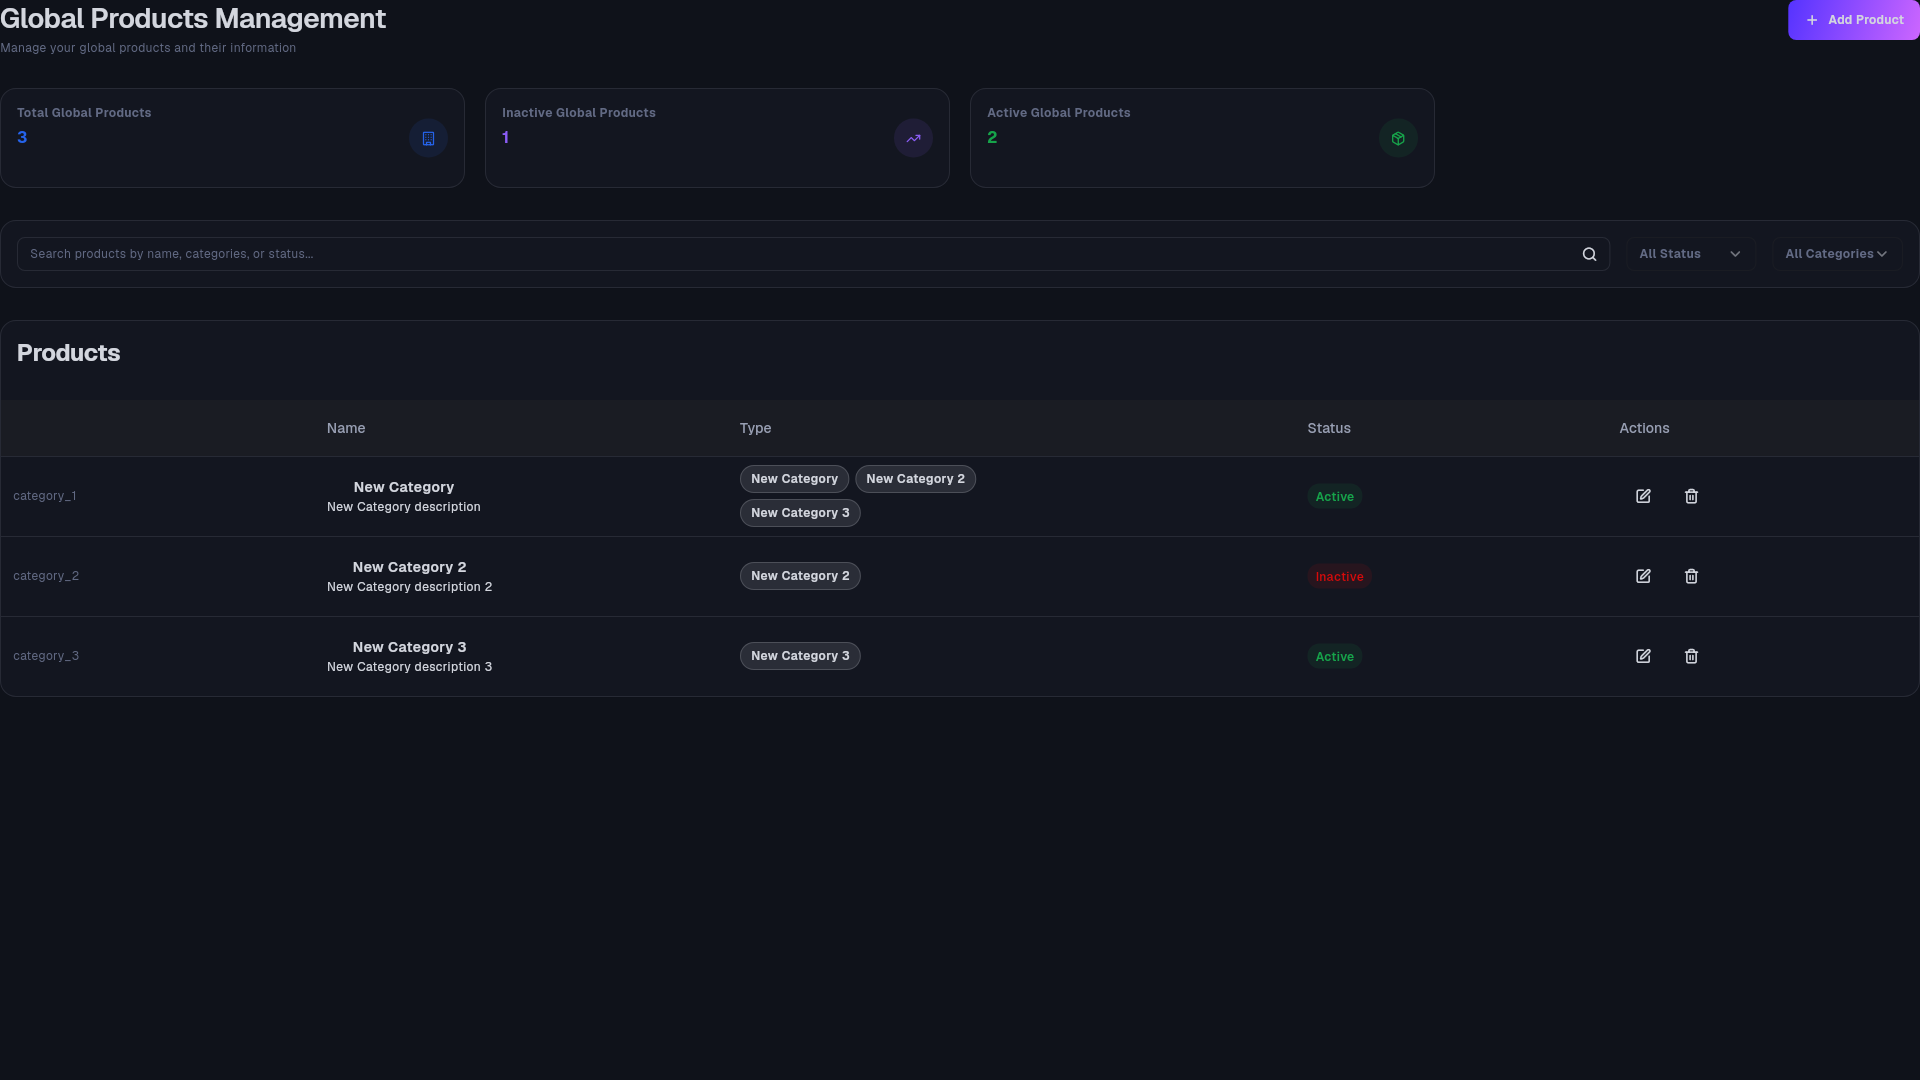 Global Products Management
Add Product
Manage your global products and their information
Total Global Products
3
Inactive Global Products
1
Active Global Products
2
Search products by name, categories, or status...
All Status
All Categories
Products
Name Type Status Actions
category_1
New Category
New Category description
New Category New Category 2
New Category 3
Active
category_2
New Category 2
New Category description 2
New Category 2
Inactive
category_3
New Category 3
New Category description 3
New Category 3
Active